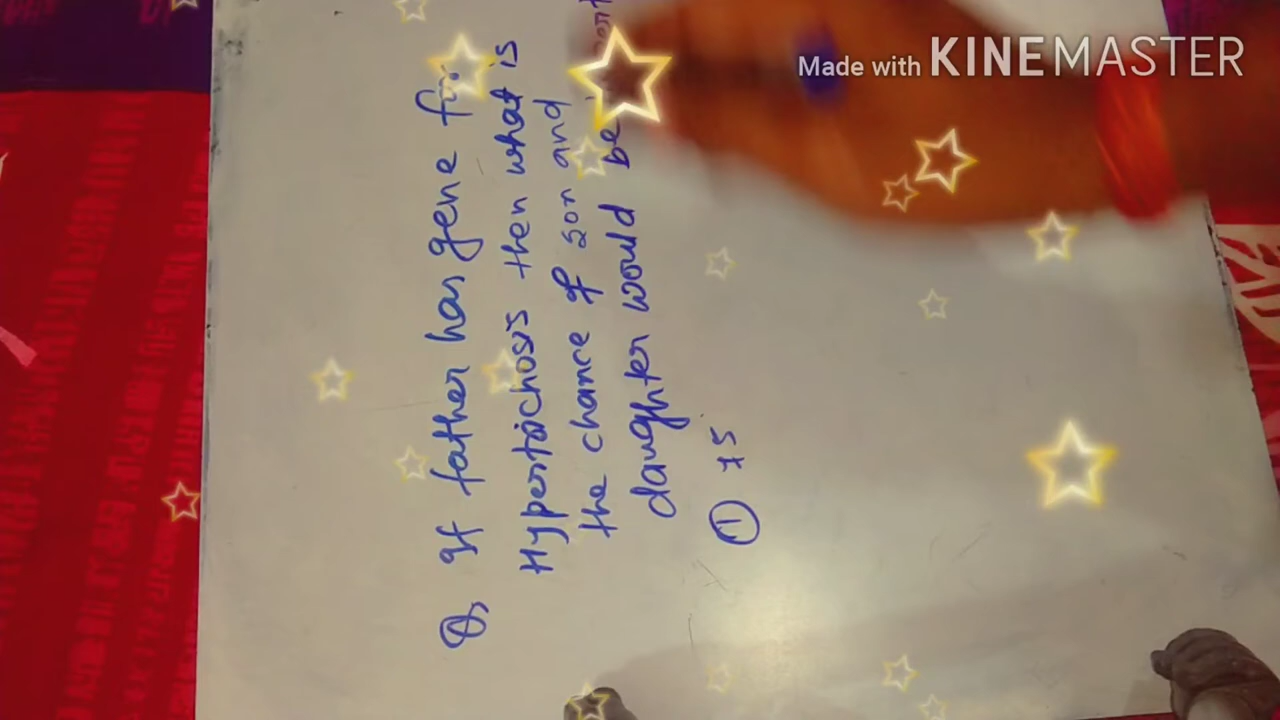 Made with KINEMASTER
Q, If father has gene for
Hypertrichosis then what is
the chance of son and
daughter would be
① 75